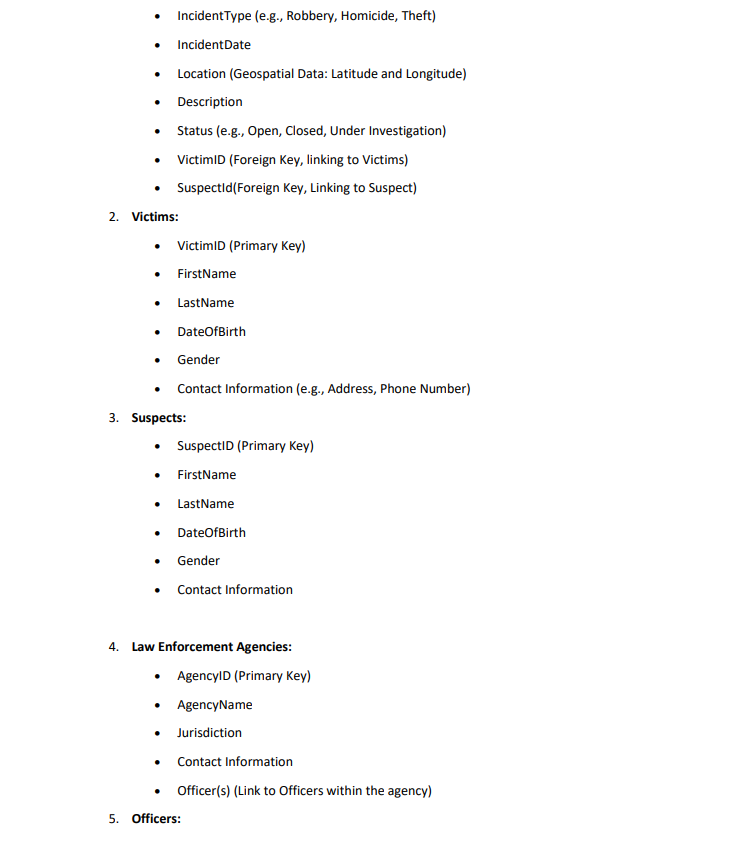 • IncidentType (e.g., Robbery, Homicide, Theft)
• IncidentDate
• Location (Geospatial Data: Latitude and Longitude)
• Description
• Status (e.g., Open, Closed, Under Investigation)
• VictimID (Foreign Key, linking to Victims)
• SuspectId(Foreign Key, Linking to Suspect)
2. Victims:
• VictimID (Primary Key)
• FirstName
• LastName
• DateOfBirth
• Gender
• Contact Information (e.g., Address, Phone Number)
3. Suspects:
• SuspectID (Primary Key)
• FirstName
• LastName
• DateOfBirth
• Gender
• Contact Information
4. Law Enforcement Agencies:
• AgencyID (Primary Key)
• AgencyName
• Jurisdiction
• Contact Information
• Officer(s) (Link to Officers within the agency)
5. Officers: